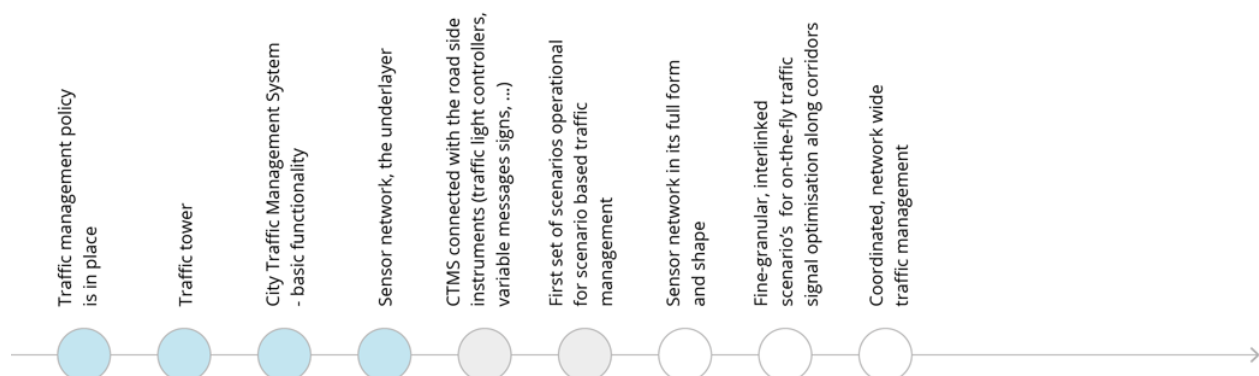 Traffic management policy
is in place
Traffic tower
City Traffic Management System
- basic functionality
Sensor network, the underlayer
CTMS connected with the road side
instruments (traffic light controllers,
variable messages signs, ...)
First set of scenarios operational
for scenario based traffic
management
Sensor network in its full form
and shape
Fine-granular, interlinked
scenario's for on-the-fly traffic
signal optimisation along corridors
Coordinated, network wide
traffic management